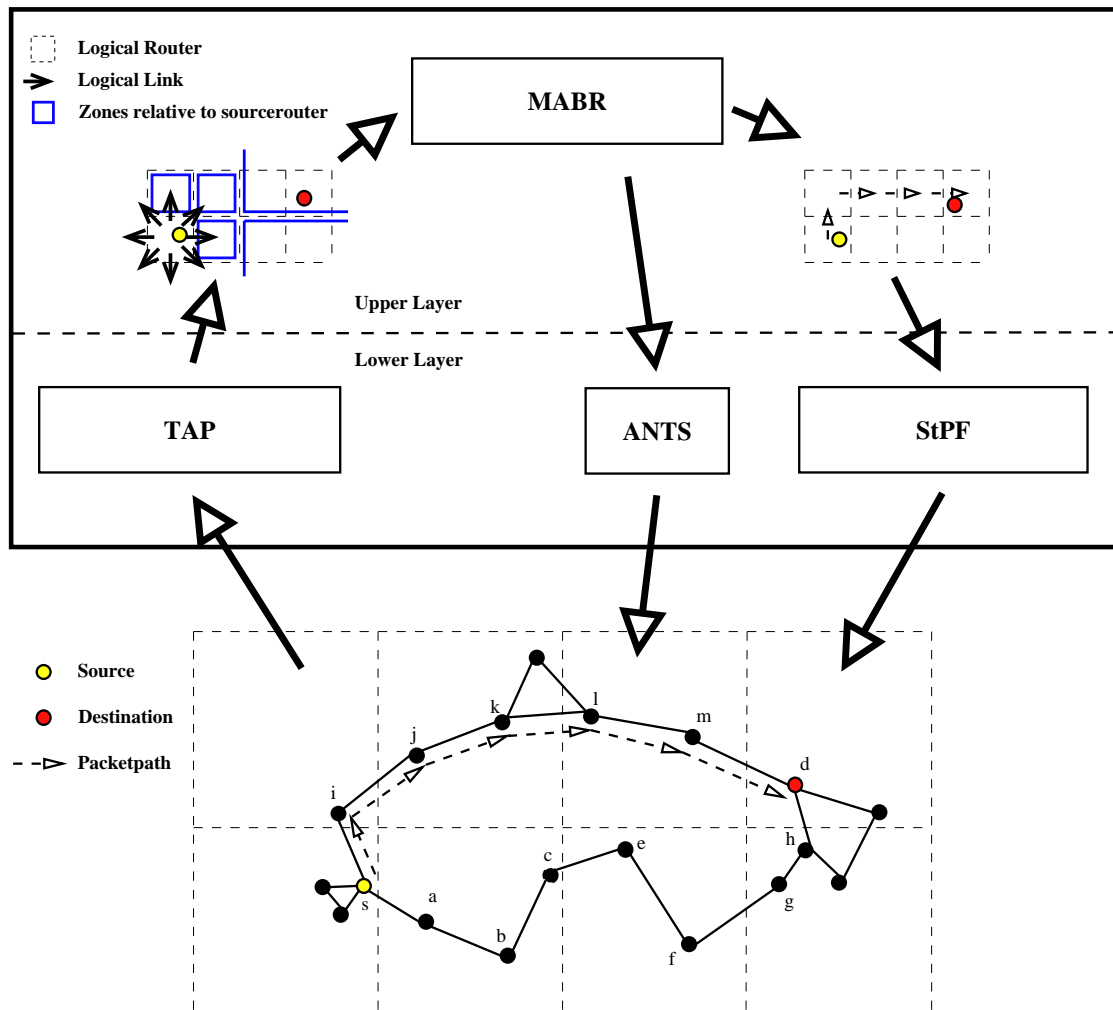 Logical Router
Logical Link
Zones relative to sourcerouter
MABR
Upper Layer
Lower Layer
TAP
ANTS
StPF
Source
Destination
Packetpath
k
l
m
j
d
i
h
c
e
s
a
g
b
f